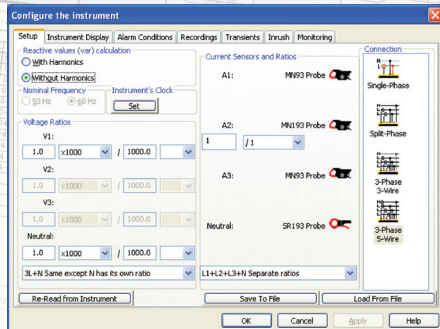 Configure the instrument
Setup Instrument Display Alarm Conditions Recordings Transients Inrush Monitoring
Reactive values (var) calculation
With Harmonics
Without Harmonics
Nominal Frequency
50 Hz 60 Hz
Instrument's Clock
Set
Voltage Ratios
V1:
1.0 x1000 / 1000.0
V2:
1.0 x1000 / 1000.0
V3:
1.0 x1000 / 1000.0
Neutral:
1.0 x1000 / 1000.0
3L+N Same except N has its own ratio
Current Sensors and Ratios
A1: MN93 Probe
A2: MN193 Probe
1 / 1
A3: MN93 Probe
Neutral: SR193 Probe
L1+L2+L3+N Separate ratios
Connection
Single-Phase
Split-Phase
3-Phase
3-Wire
3-Phase
5-Wire
Re-Read from Instrument
Save To File
Load From File
OK Cancel Apply Help